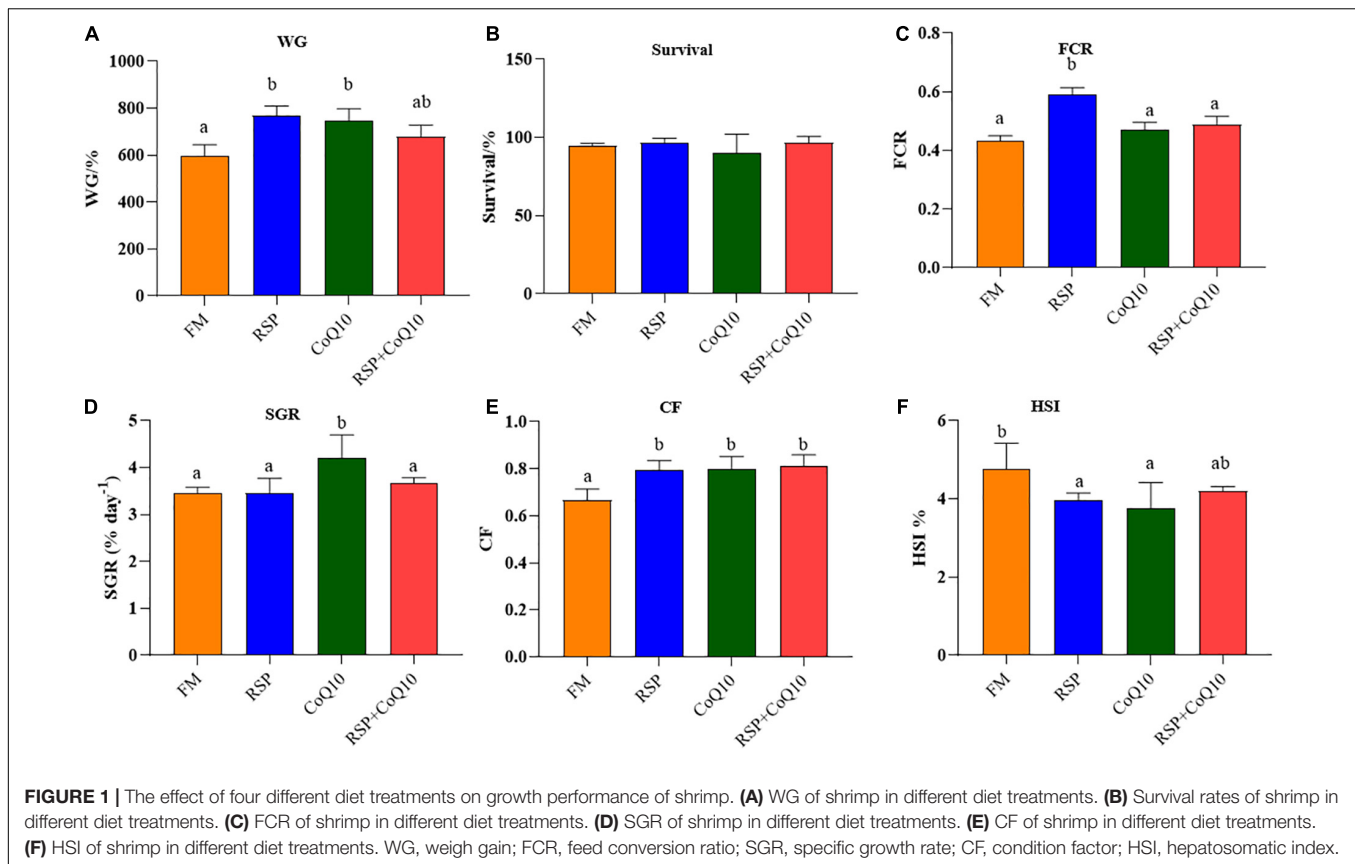 A
WG
WG/%
1000
800
600
400
200
0
a
b
b
ab
FM
RSP
CoQ10
RSP+CoQ10
B
Survival
Survival/%
150
100
50
0
FM
RSP
CoQ10
RSP+CoQ10
C
FCR
FCR
0.8
0.6
0.4
0.2
0.0
a
b
a
a
FM
RSP
CoQ10
RSP+CoQ10
D
SGR
SGR (% day⁻¹)
5
4
3
2
1
0
a
a
b
a
FM
RSP
CoQ10
RSP+CoQ10
E
CF
CF
1.0
0.8
0.6
0.4
0.2
0.0
a
b
b
b
FM
RSP
CoQ10
RSP+CoQ10
F
HSI
HSI %
6
4
2
0
b
a
a
ab
FM
RSP
CoQ10
RSP+CoQ10
FIGURE 1 | The effect of four different diet treatments on growth performance of shrimp. (A) WG of shrimp in different diet treatments. (B) Survival rates of shrimp in
different diet treatments. (C) FCR of shrimp in different diet treatments. (D) SGR of shrimp in different diet treatments. (E) CF of shrimp in different diet treatments.
(F) HSI of shrimp in different diet treatments. WG, weigh gain; FCR, feed conversion ratio; SGR, specific growth rate; CF, condition factor; HSI, hepatosomatic index.